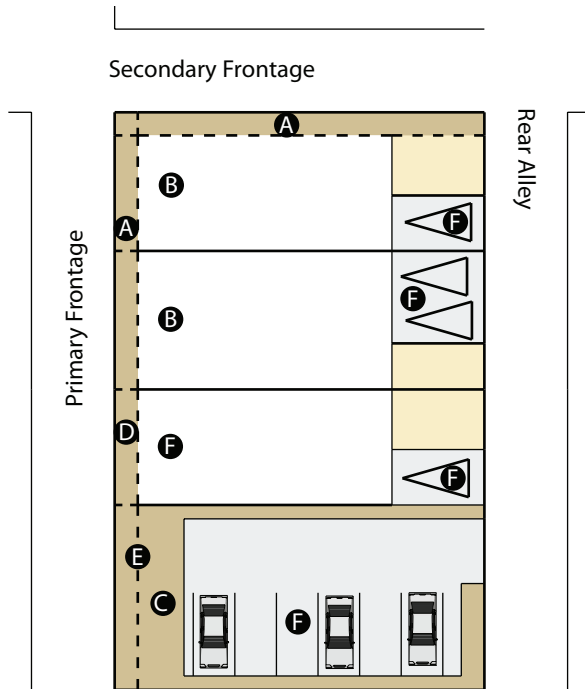 Secondary Frontage
Rear Alley
Primary Frontage
A
B
F
A
F
B
D
F
F
E
C
F